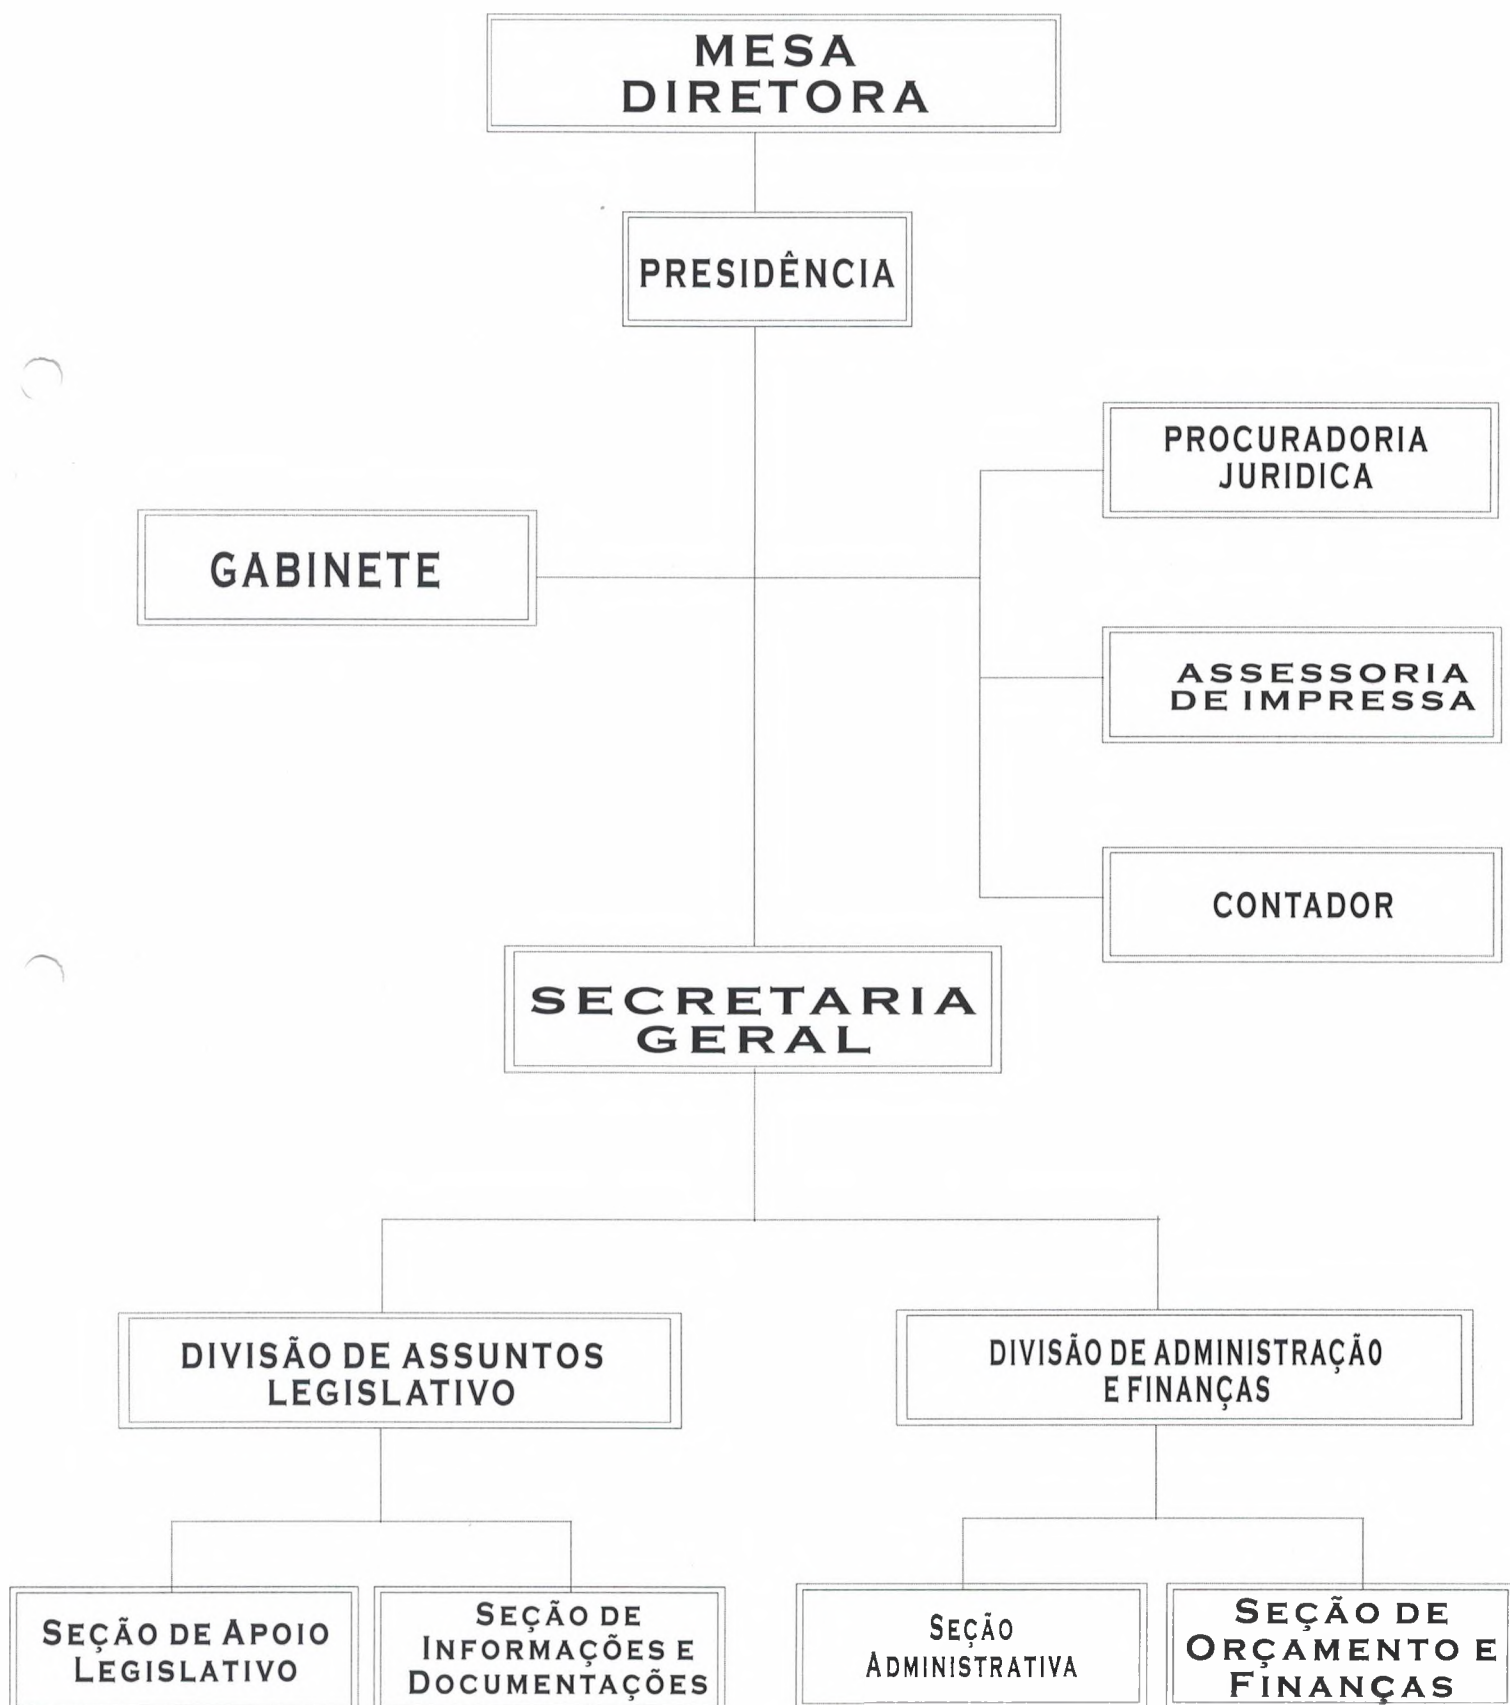 MESA
DIRETORA
PRESIDÊNCIA
PROCURADORIA
JURIDICA
GABINETE
ASSESSORIA
DE IMPRESSA
CONTADOR
SECRETARIA
GERAL
DIVISÃO DE ASSUNTOS
LEGISLATIVO
DIVISÃO DE ADMINISTRAÇÃO
E FINANÇAS
SEÇÃO DE APOIO
LEGISLATIVO
SEÇÃO DE
INFORMAÇÕES E
DOCUMENTAÇÕES
SEÇÃO
ADMINISTRATIVA
SEÇÃO DE
ORÇAMENTO E
FINANÇAS